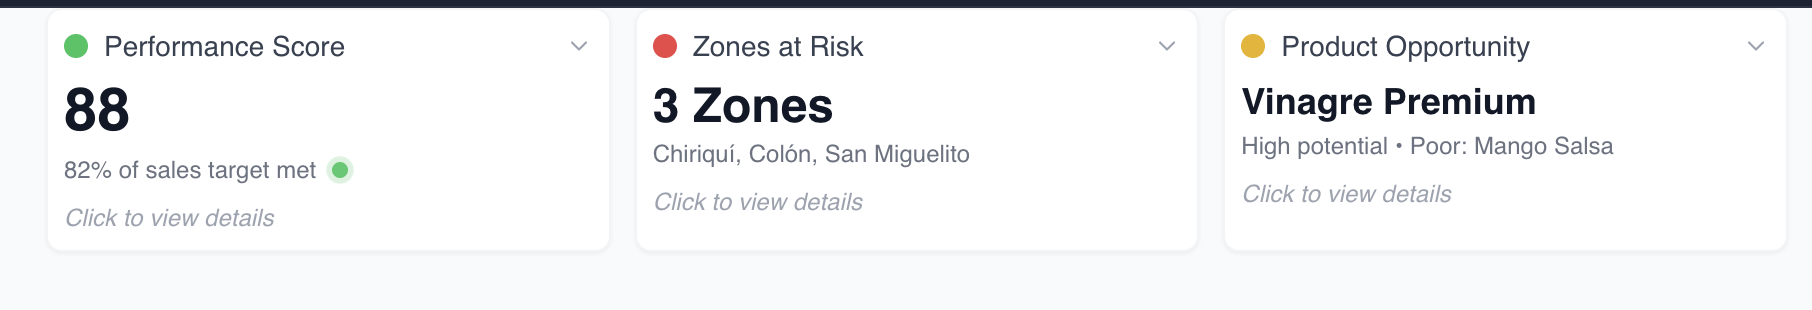 Performance Score
88
82% of sales target met
Click to view details
Zones at Risk
3 Zones
Chiriquí, Colón, San Miguelito
Click to view details
Product Opportunity
Vinagre Premium
High potential • Poor: Mango Salsa
Click to view details